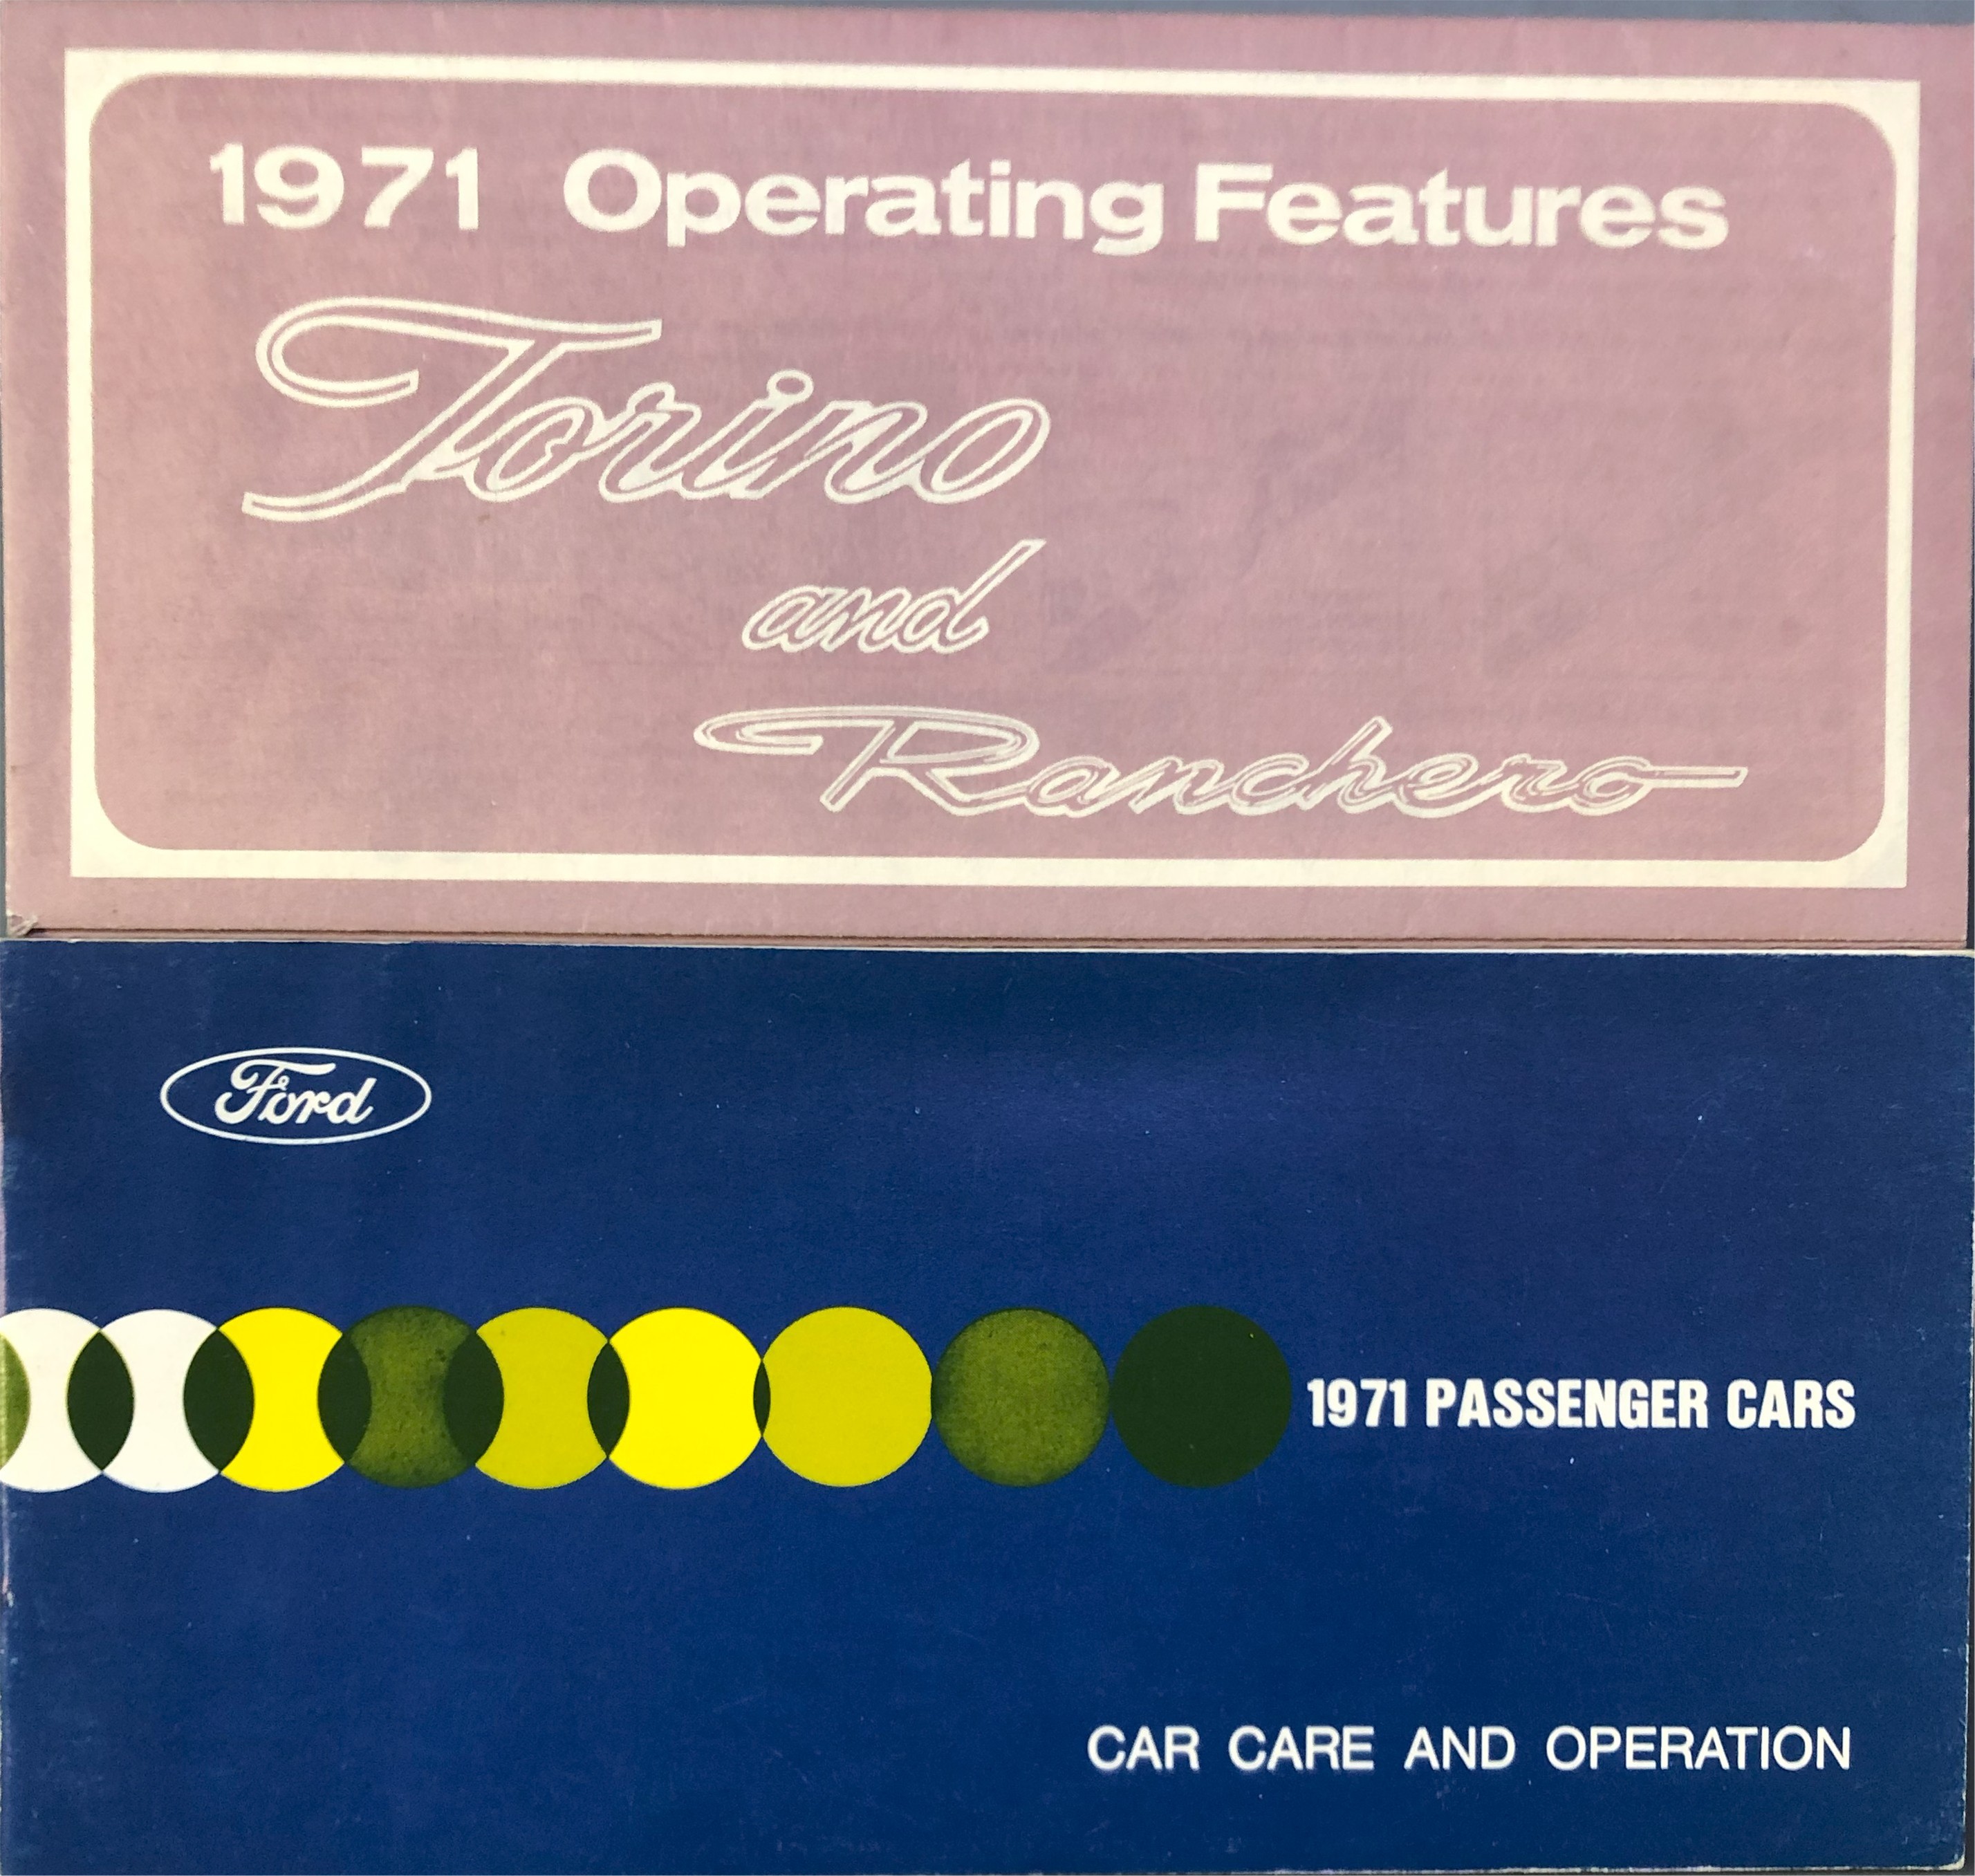 1971 Operating Features
Torino
and
Ranchero
Ford
1971 PASSENGER CARS
CAR CARE AND OPERATION